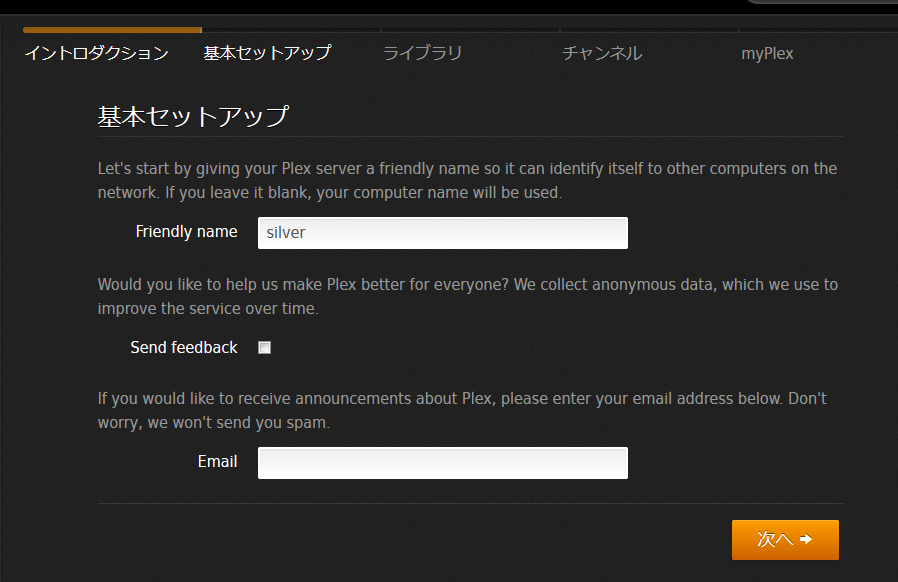 イントロダクション 基本セットアップ ライブラリ チャンネル myPlex
基本セットアップ
Let's start by giving your Plex server a friendly name so it can identify itself to other computers on the
network. If you leave it blank, your computer name will be used.
Friendly name silver
Would you like to help us make Plex better for everyone? We collect anonymous data, which we use to
improve the service over time.
Send feedback
If you would like to receive announcements about Plex, please enter your email address below. Don't
worry, we won't send you spam.
Email
次へ